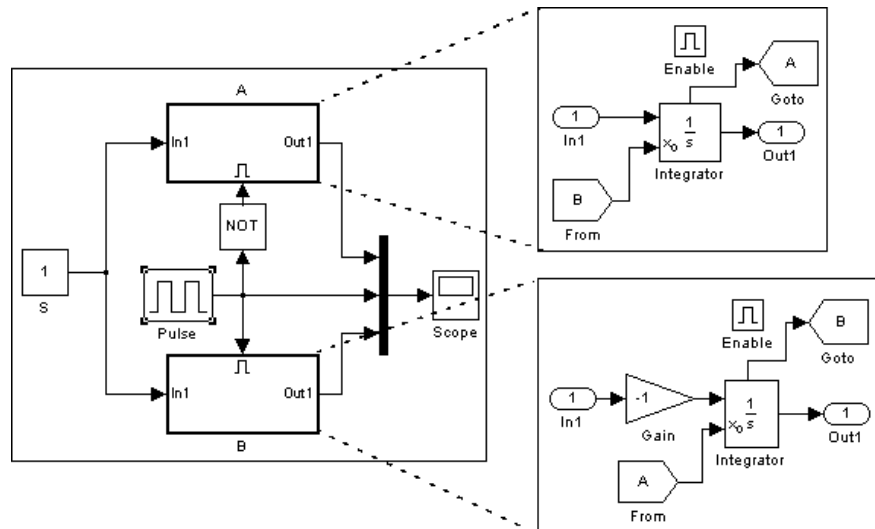 A
In1
Out1
NOT
1
S
Pulse
Scope
In1
Out1
B
Enable
A
Goto
1
In1
x0
1
s
1
Out1
Integrator
B
From
Enable
B
Goto
1
In1
-1
Gain
x0
1
s
1
Out1
Integrator
A
From